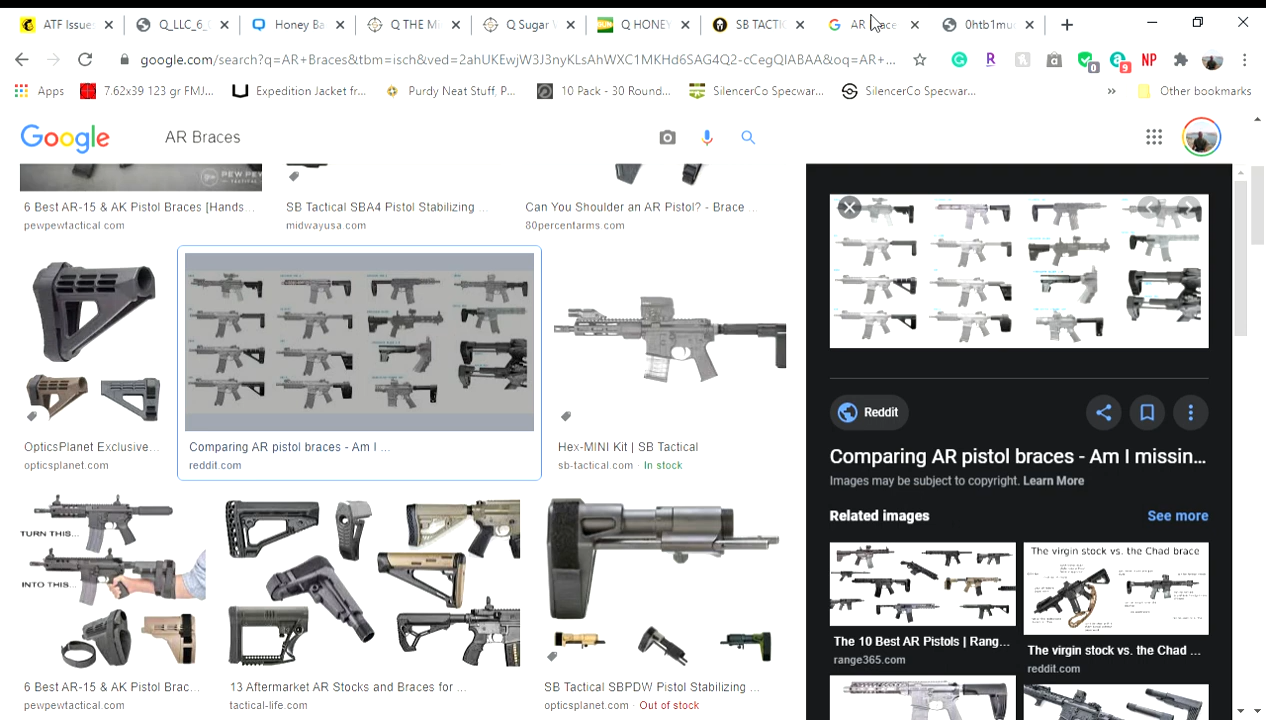 ATF Issue
Q_LLC_6_
Honey Ba
Q THE M
Q Sugar
Q HONEY
SB TACTIC
AR
0htb1mu
google.com/search?q=AR+Braces&tbm=isch&ved=2ahUKEwjW3J3nyKLsAhWXC1MKHd6SAG4Q2-cCegQIABAA&oq=AR+...
R
a
0
9
NP
Apps
7.62x39 123 gr FMJ...
Expedition Jacket fr...
Purdy Neat Stuff, P...
10 Pack - 30 Round...
SilencerCo Specwar...
SilencerCo Specwar...
»
Other bookmarks
Google
AR Braces
PEW PEW
6 Best AR-15 & AK Pistol Braces [Hands...
pewpewtactical.com
SB Tactical SBA4 Pistol Stabilizing ...
midwayusa.com
Can You Shoulder an AR Pistol? - Brace ...
80percentarms.com
OpticsPlanet Exclusive...
opticsplanet.com
Comparing AR pistol braces - Am I ...
reddit.com
Hex-MINI Kit | SB Tactical
sb-tactical.com · In stock
TURN THIS...
INTO THIS...
6 Best AR-15 & AK Pistol Brac
pewpewtactical.com
13 Aftermarket AR Stocks and Braces for ...
tactical-life.com
SB Tactical SBPDW Pistol Stabilizing ...
opticsplanet.com · Out of stock
Reddit
Comparing AR pistol braces - Am I missin...
Images may be subject to copyright. Learn More
Related images
See more
The 10 Best AR Pistols | Rang...
range365.com
The virgin stock vs. the Chad brace
The virgin stock vs. the Chad ...
reddit.com